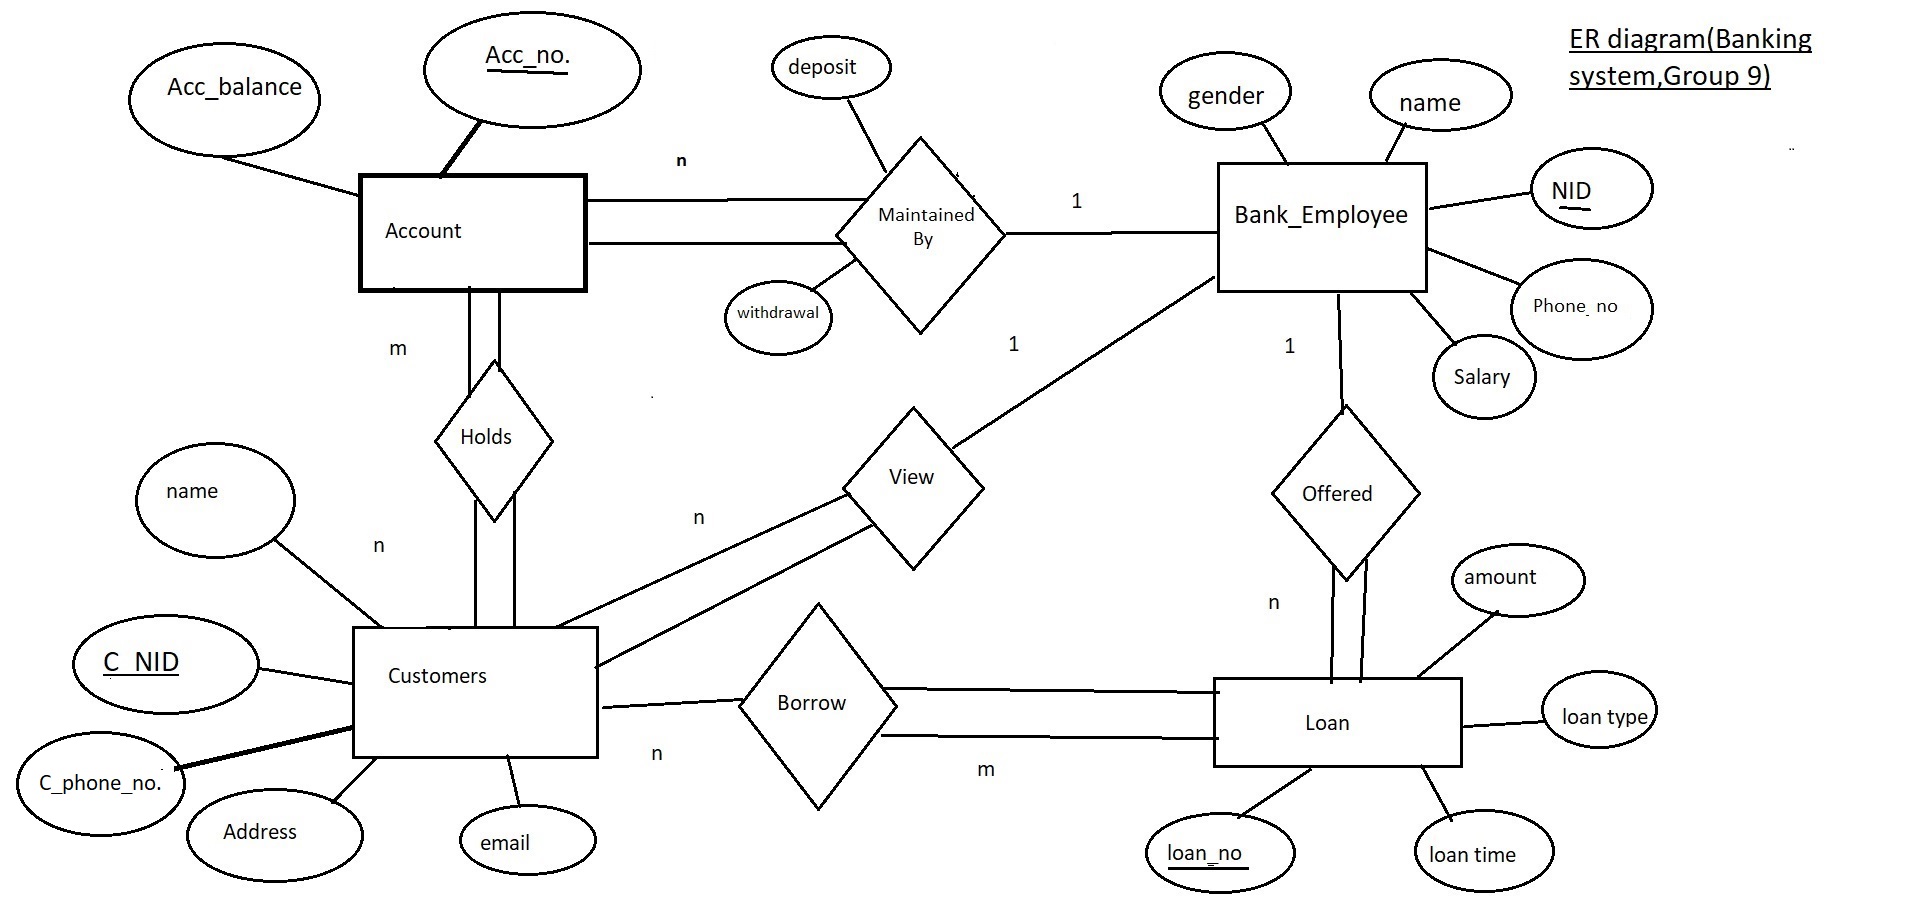 ER diagram(Banking
system,Group 9)
Acc_balance
Acc_no.
deposit
gender
name
NID
Phone_ no
Salary
Account
n
Maintained
By
1
Bank_Employee
withdrawal
m
Holds
n
1
View
n
1
Offered
n
name
C_NID
C_phone_no.
Address
email
Customers
n
Borrow
m
Loan
amount
loan type
loan_no
loan time